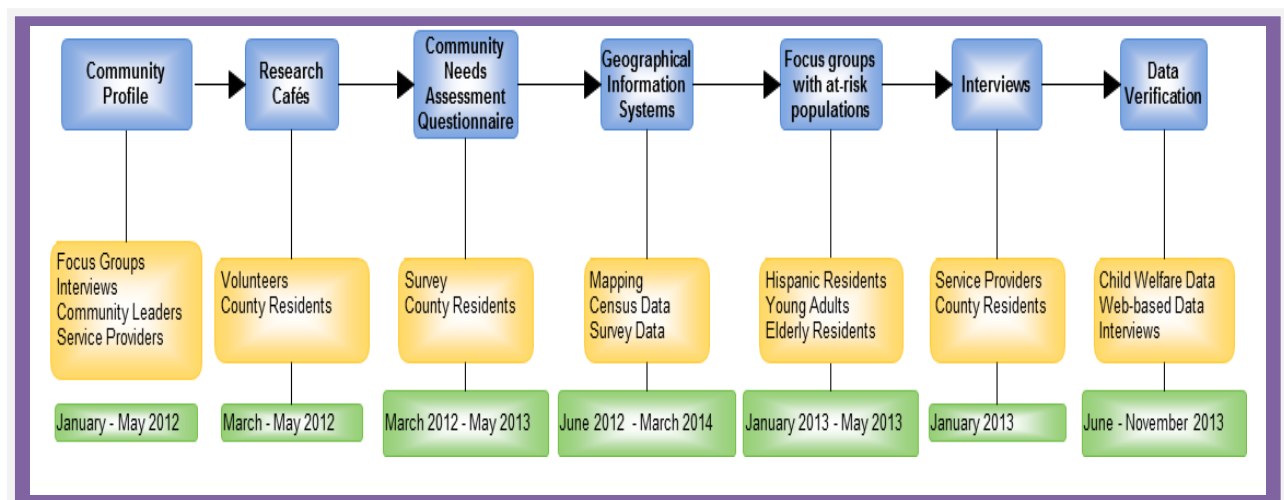 Community
Profile
Research
Cafés
Community
Needs
Assessment
Questionnaire
Geographical
Information
Systems
Focus groups
with at-risk
populations
Interviews
Data
Verification
Focus Groups
Interviews
Community Leaders
Service Providers
Volunteers
County Residents
Survey
County Residents
Mapping
Census Data
Survey Data
Hispanic Residents
Young Adults
Elderly Residents
Service Providers
County Residents
Child Welfare Data
Web-based Data
Interviews
January - May 2012
March - May 2012
March 2012 - May 2013
June 2012 - March 2014
January 2013 - May 2013
January 2013
June - November 2013